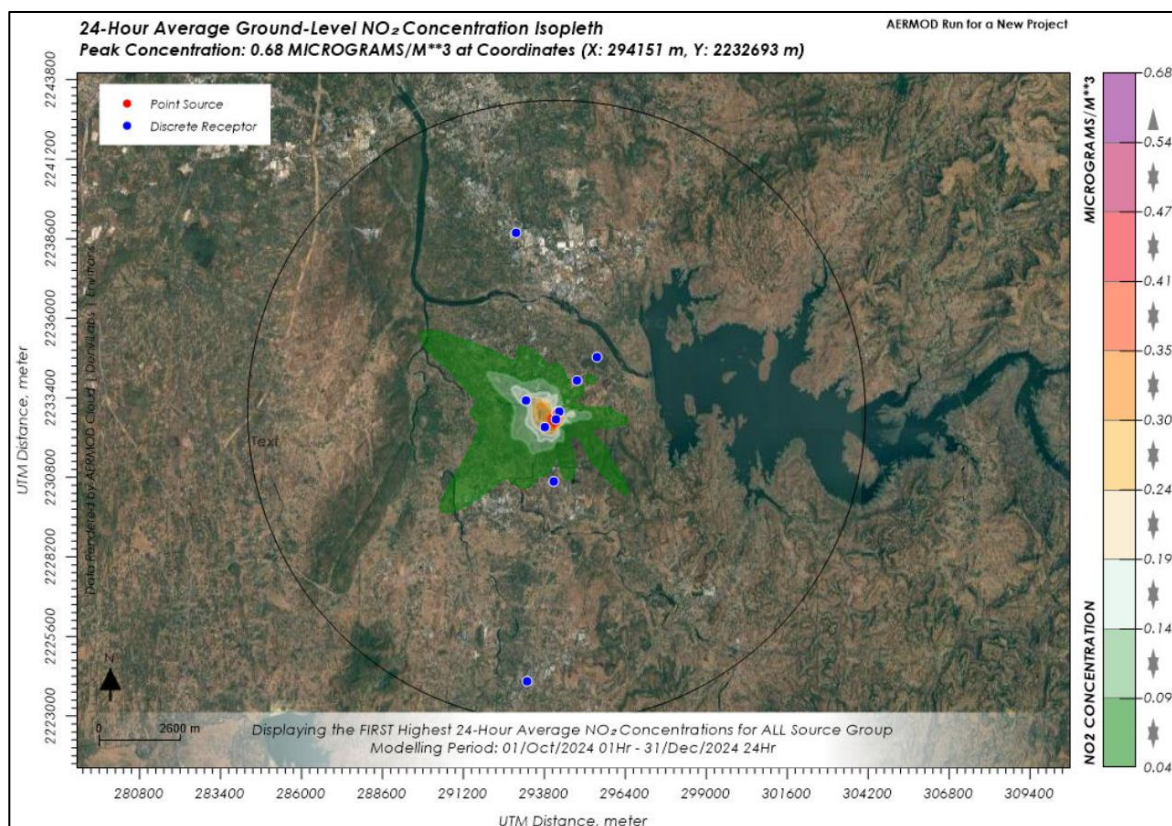 24-Hour Average Ground-Level NO₂ Concentration Isopleth
AERMOD Run for a New Project
Peak Concentration: 0.68 MICROGRAMS/M**3 at Coordinates (X: 294151 m, Y: 2232693 m)
Point Source
Discrete Receptor
UTM Distance, meter
2243800
2241200
2238600
2236000
2233400
2230800
2228200
2225600
2223000
Data Rendered by AERMOD Cloud | DenviLabs |
Text
N
0 2600 m
Displaying the FIRST Highest 24-Hour Average NO₂ Concentrations for ALL Source Group
Modelling Period: 01/Oct/2024 01Hr - 31/Dec/2024 24Hr
280800 283400 286000 288600 291200 293800 296400 299000 301600 304200 306800 309400
UTM Distance, meter
MICROGRAMS/M**3
NO2 CONCENTRATION
0.68
0.54
0.47
0.41
0.35
0.30
0.24
0.19
0.14
0.09
0.04